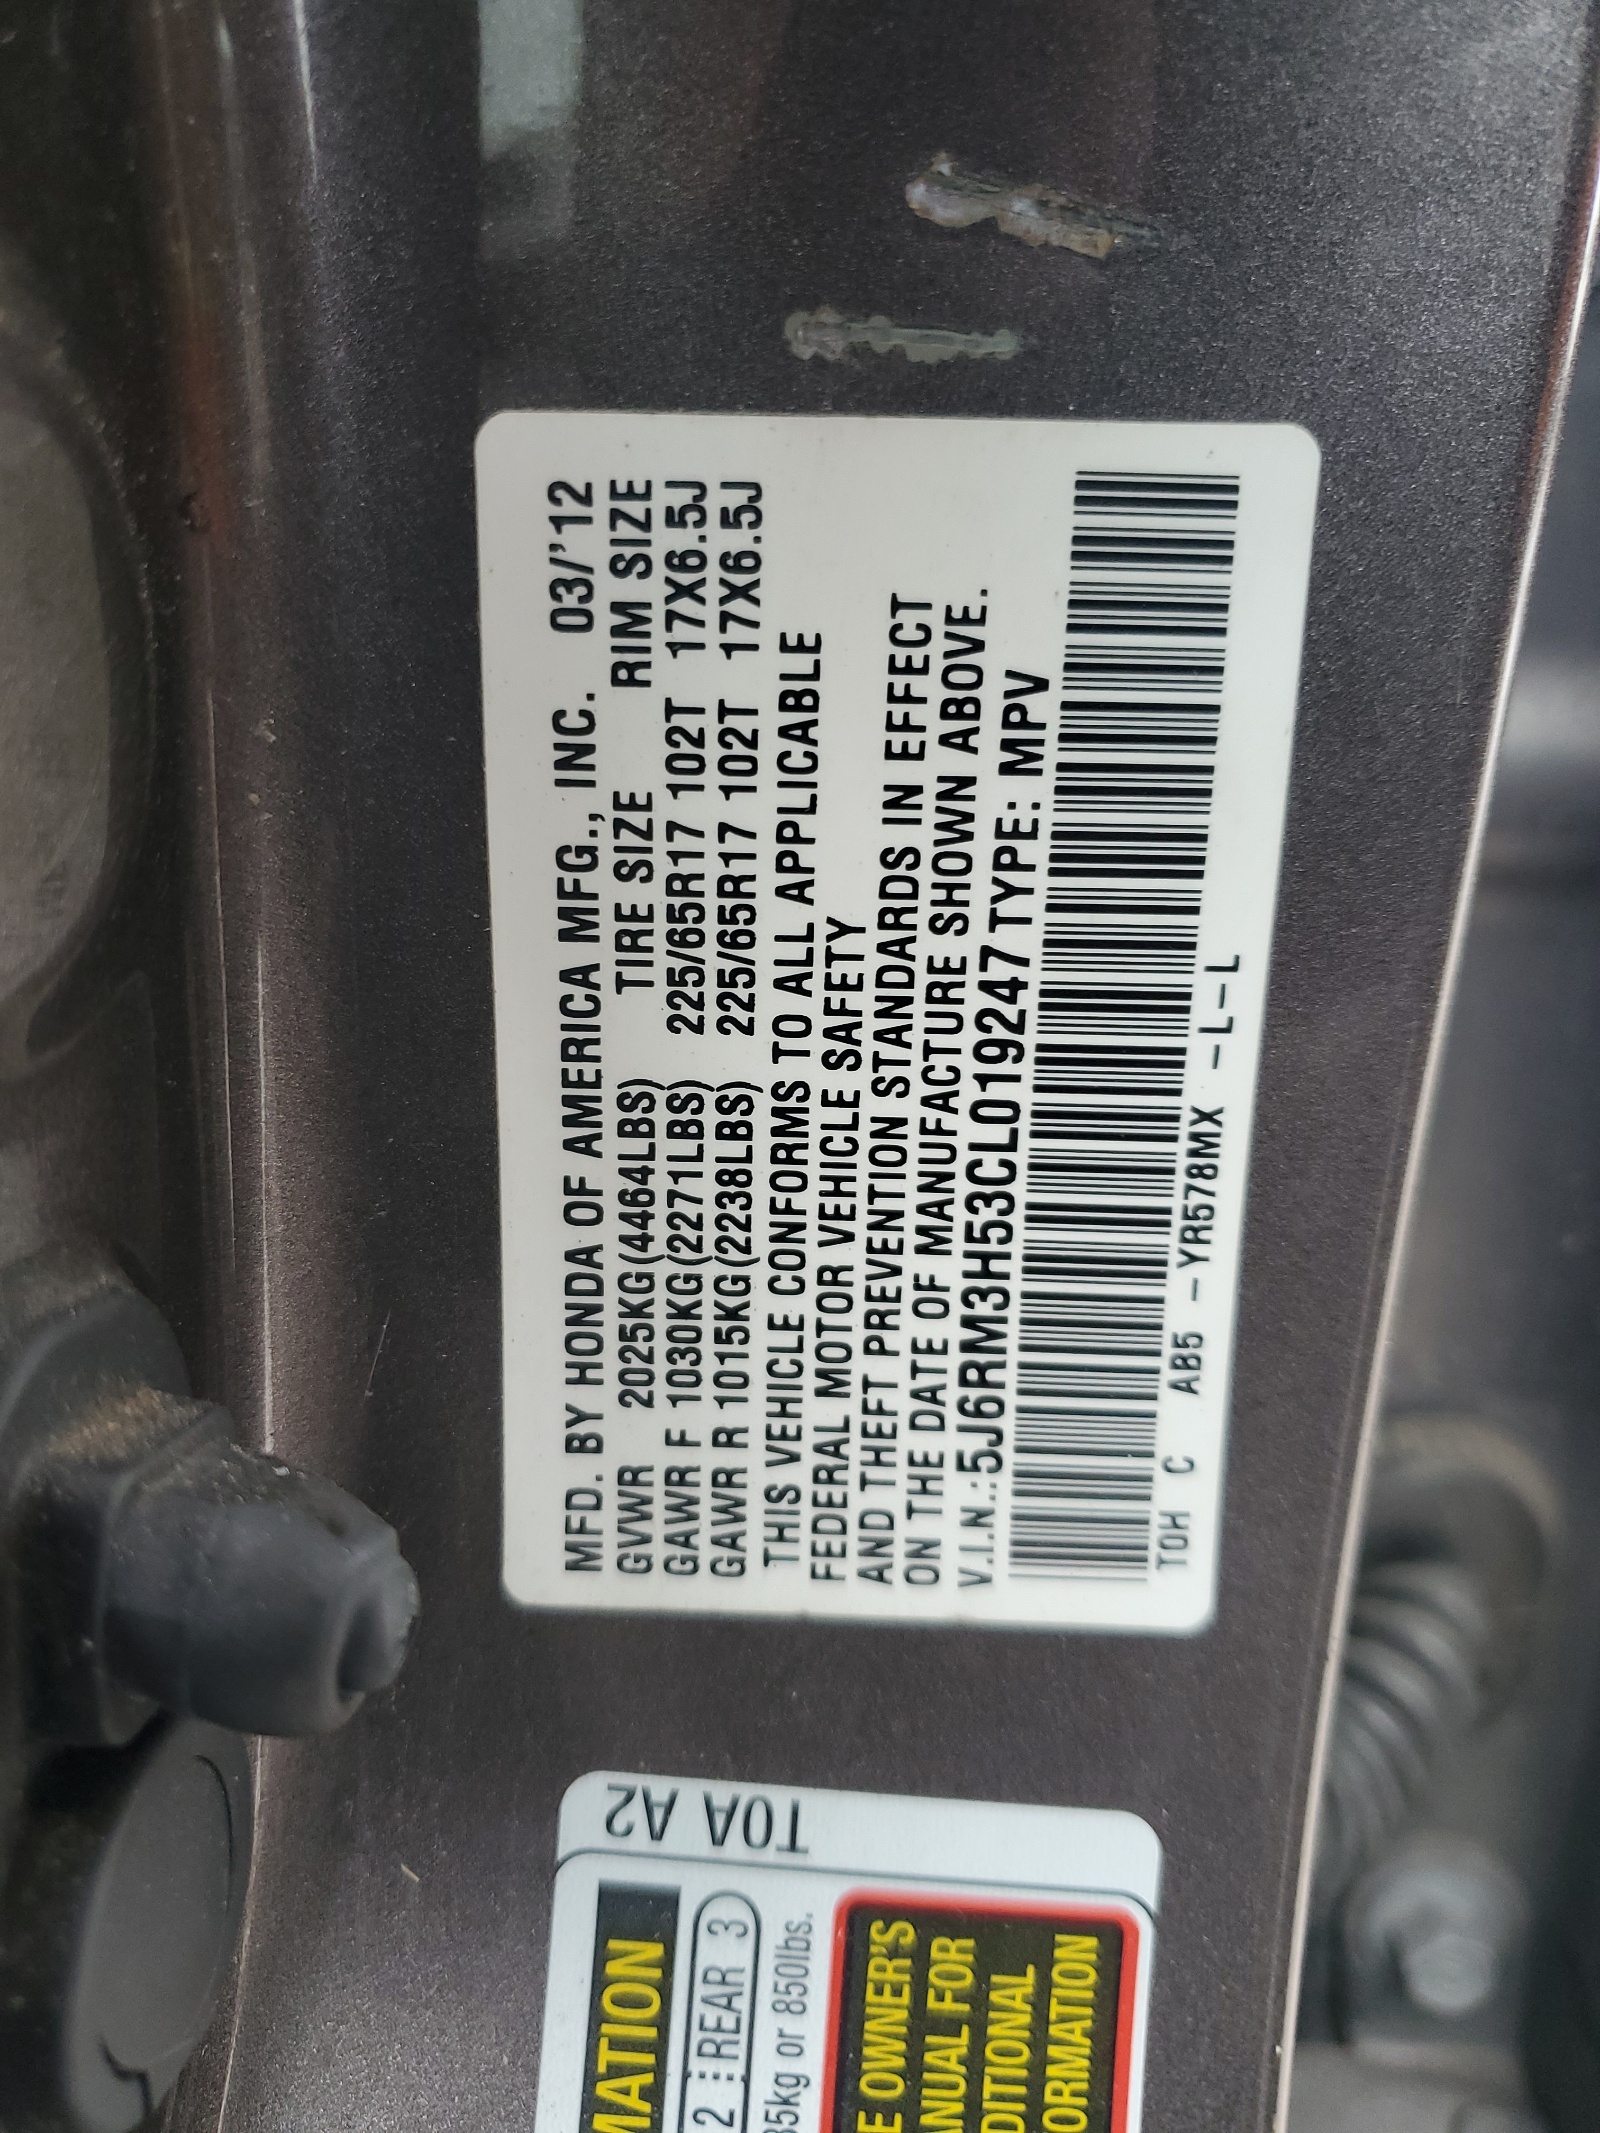 MFD. BY HONDA OF AMERICA MFG., INC. 03/'12
GVWR 2025KG(4464LBS) TIRE SIZE RIM SIZE
GAWR F 1030KG(2271LBS) 225/65R17 102T 17X6.5J
GAWR R 1015KG(2238LBS) 225/65R17 102T 17X6.5J
THIS VEHICLE CONFORMS TO ALL APPLICABLE
FEDERAL MOTOR VEHICLE SAFETY
AND THEFT PREVENTION STANDARDS IN EFFECT
ON THE DATE OF MANUFACTURE SHOWN ABOVE.
V.I.N.:5J6RM3H53CL019247 TYPE: MPV
T0H C AB5 -YR578MX -L-L
T0A A2
MATION
2 REAR 3
35kg or 850lbs.
E OWNER'S
ANUAL FOR
DITIONAL
ORMATION